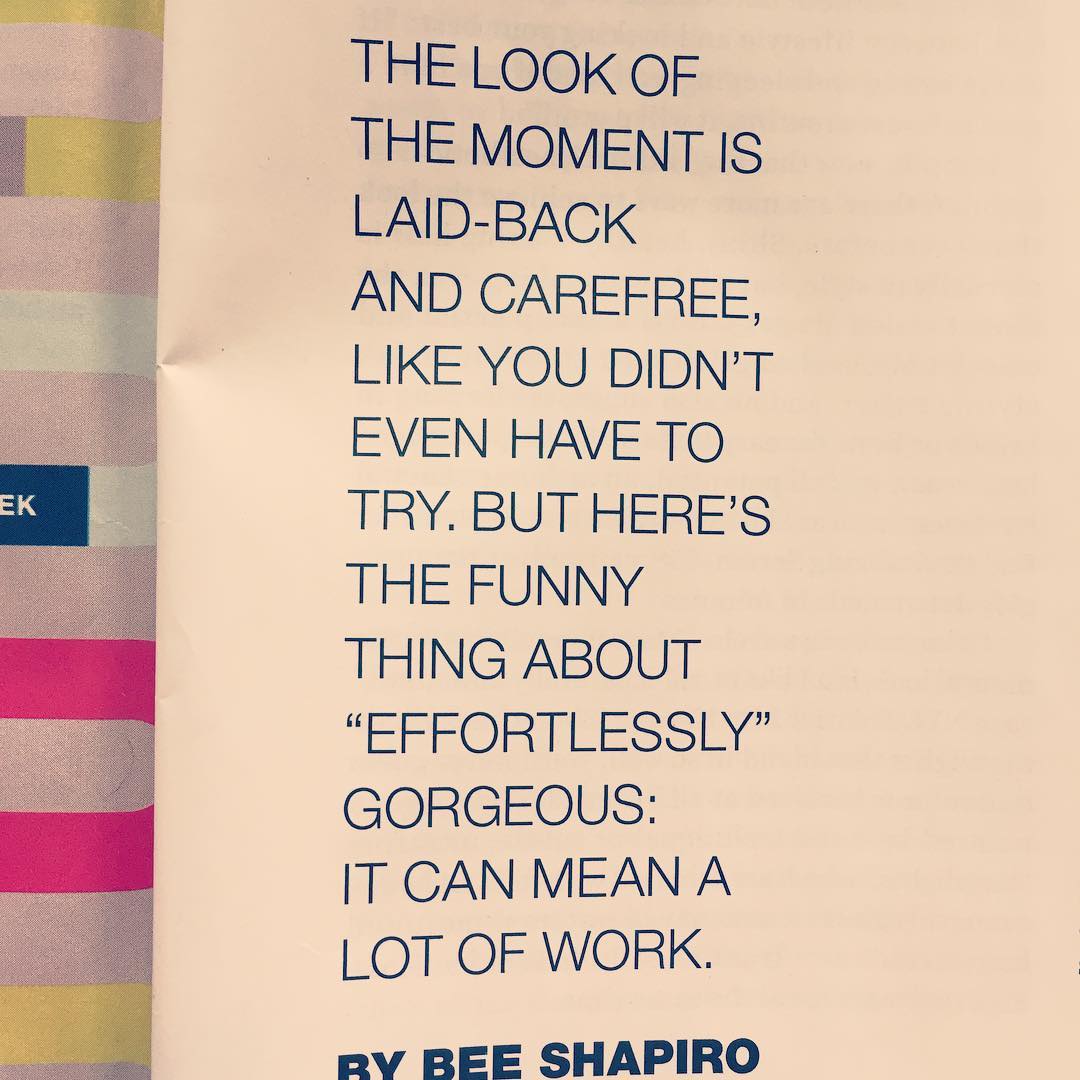 THE LOOK OF
THE MOMENT IS
LAID-BACK
AND CAREFREE,
LIKE YOU DIDN'T
EVEN HAVE TO
TRY. BUT HERE'S
THE FUNNY
THING ABOUT
“EFFORTLESSLY”
GORGEOUS:
IT CAN MEAN A
LOT OF WORK.
BY BEE SHAPIRO
EK